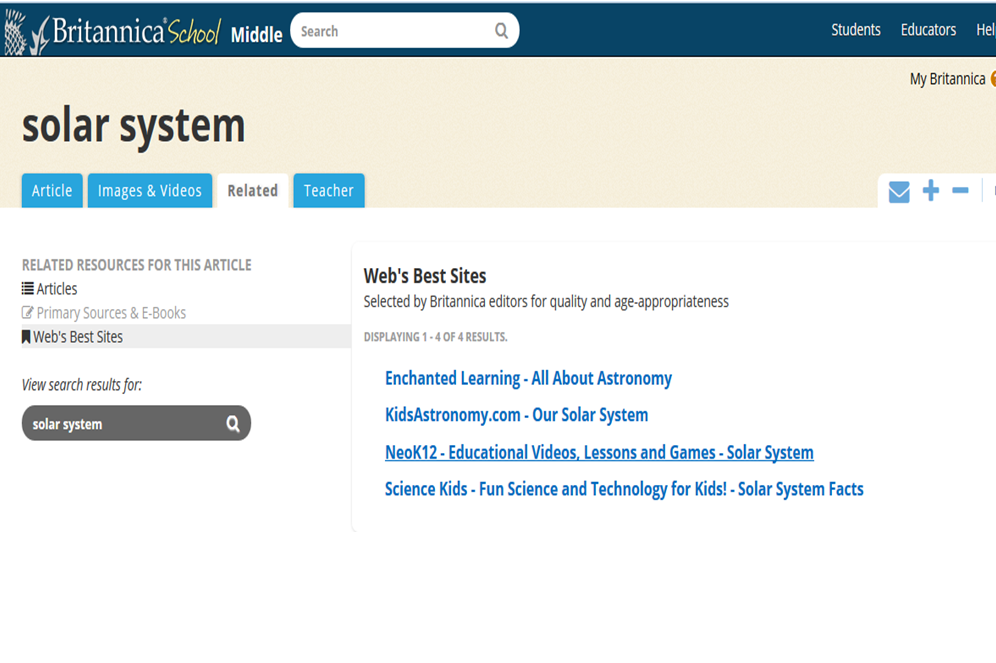 Britannica® School Middle Search Students Educators
My Britannica
solar system
Article Images & Videos Related Teacher
RELATED RESOURCES FOR THIS ARTICLE
Articles
Primary Sources & E-Books
Web's Best Sites
View search results for:
solar system
Web's Best Sites
Selected by Britannica editors for quality and age-appropriateness
DISPLAYING 1 - 4 OF 4 RESULTS.
Enchanted Learning - All About Astronomy
KidsAstronomy.com - Our Solar System
NeoK12 - Educational Videos, Lessons and Games - Solar System
Science Kids - Fun Science and Technology for Kids! - Solar System Facts